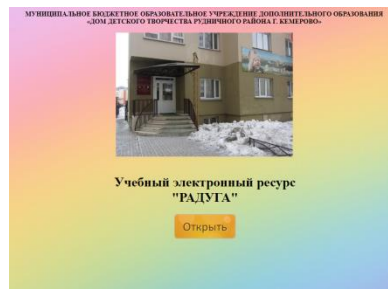 МУНИЦИПАЛЬНОЕ БЮДЖЕТНОЕ ОБРАЗОВАТЕЛЬНОЕ УЧРЕЖДЕНИЕ ДОПОЛНИТЕЛЬНОГО ОБРАЗОВАНИЯ
«ДОМ ДЕТСКОГО ТВОРЧЕСТВА РУДНИЧНОГО РАЙОНА Г. КЕМЕРОВО»
Учебный электронный ресурс
"РАДУГА"
Открыть